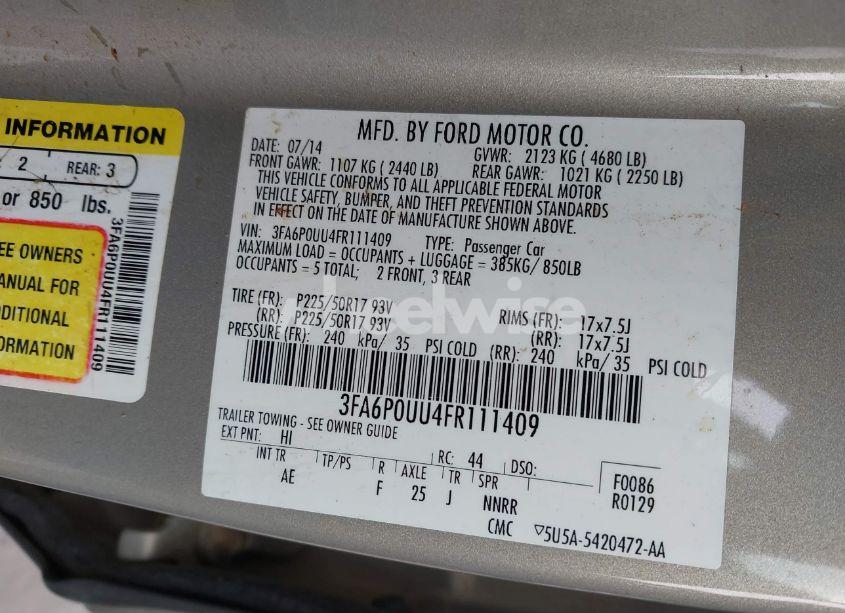 INFORMATION
2 REAR: 3
or 850 lbs.
EE OWNERS
ANUAL FOR
DITIONAL
FORMATION
3FA6P0UU4FR111409
MFD. BY FORD MOTOR CO.
DATE: 07/14 GVWR: 2123 KG ( 4680 LB)
FRONT GAWR: 1107 KG ( 2440 LB) REAR GAWR: 1021 KG ( 2250 LB)
THIS VEHICLE CONFORMS TO ALL APPLICABLE FEDERAL MOTOR
VEHICLE SAFETY, BUMPER, AND THEFT PREVENTION STANDARDS
IN EFFECT ON THE DATE OF MANUFACTURE SHOWN ABOVE.
VIN: 3FA6P0UU4FR111409 TYPE: Passenger Car
MAXIMUM LOAD = OCCUPANTS + LUGGAGE = 385KG/ 850LB
OCCUPANTS = 5 TOTAL; 2 FRONT, 3 REAR
TIRE (FR): P225/50R17 93V RIMS (FR): 17x7.5J
(RR): P225/50R17 93V (RR): 17x7.5J
PRESSURE (FR): 240 kPa/ 35 PSI COLD (RR): 240 kPa/ 35 PSI COLD
3FA6P0UU4FR111409
TRAILER TOWING - SEE OWNER GUIDE
EXT PNT: HI RC: 44 DSO: F0086
R0129
INT TR TP/PS R AXLE TR SPR
AE F 25 J NNRR
CMC ▽5U5A-5420472-AA